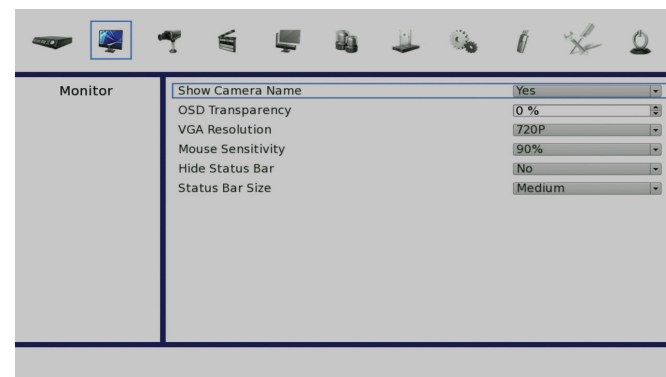 Monitor
Show Camera Name Yes
OSD Transparency 0 %
VGA Resolution 720P
Mouse Sensitivity 90%
Hide Status Bar No
Status Bar Size Medium